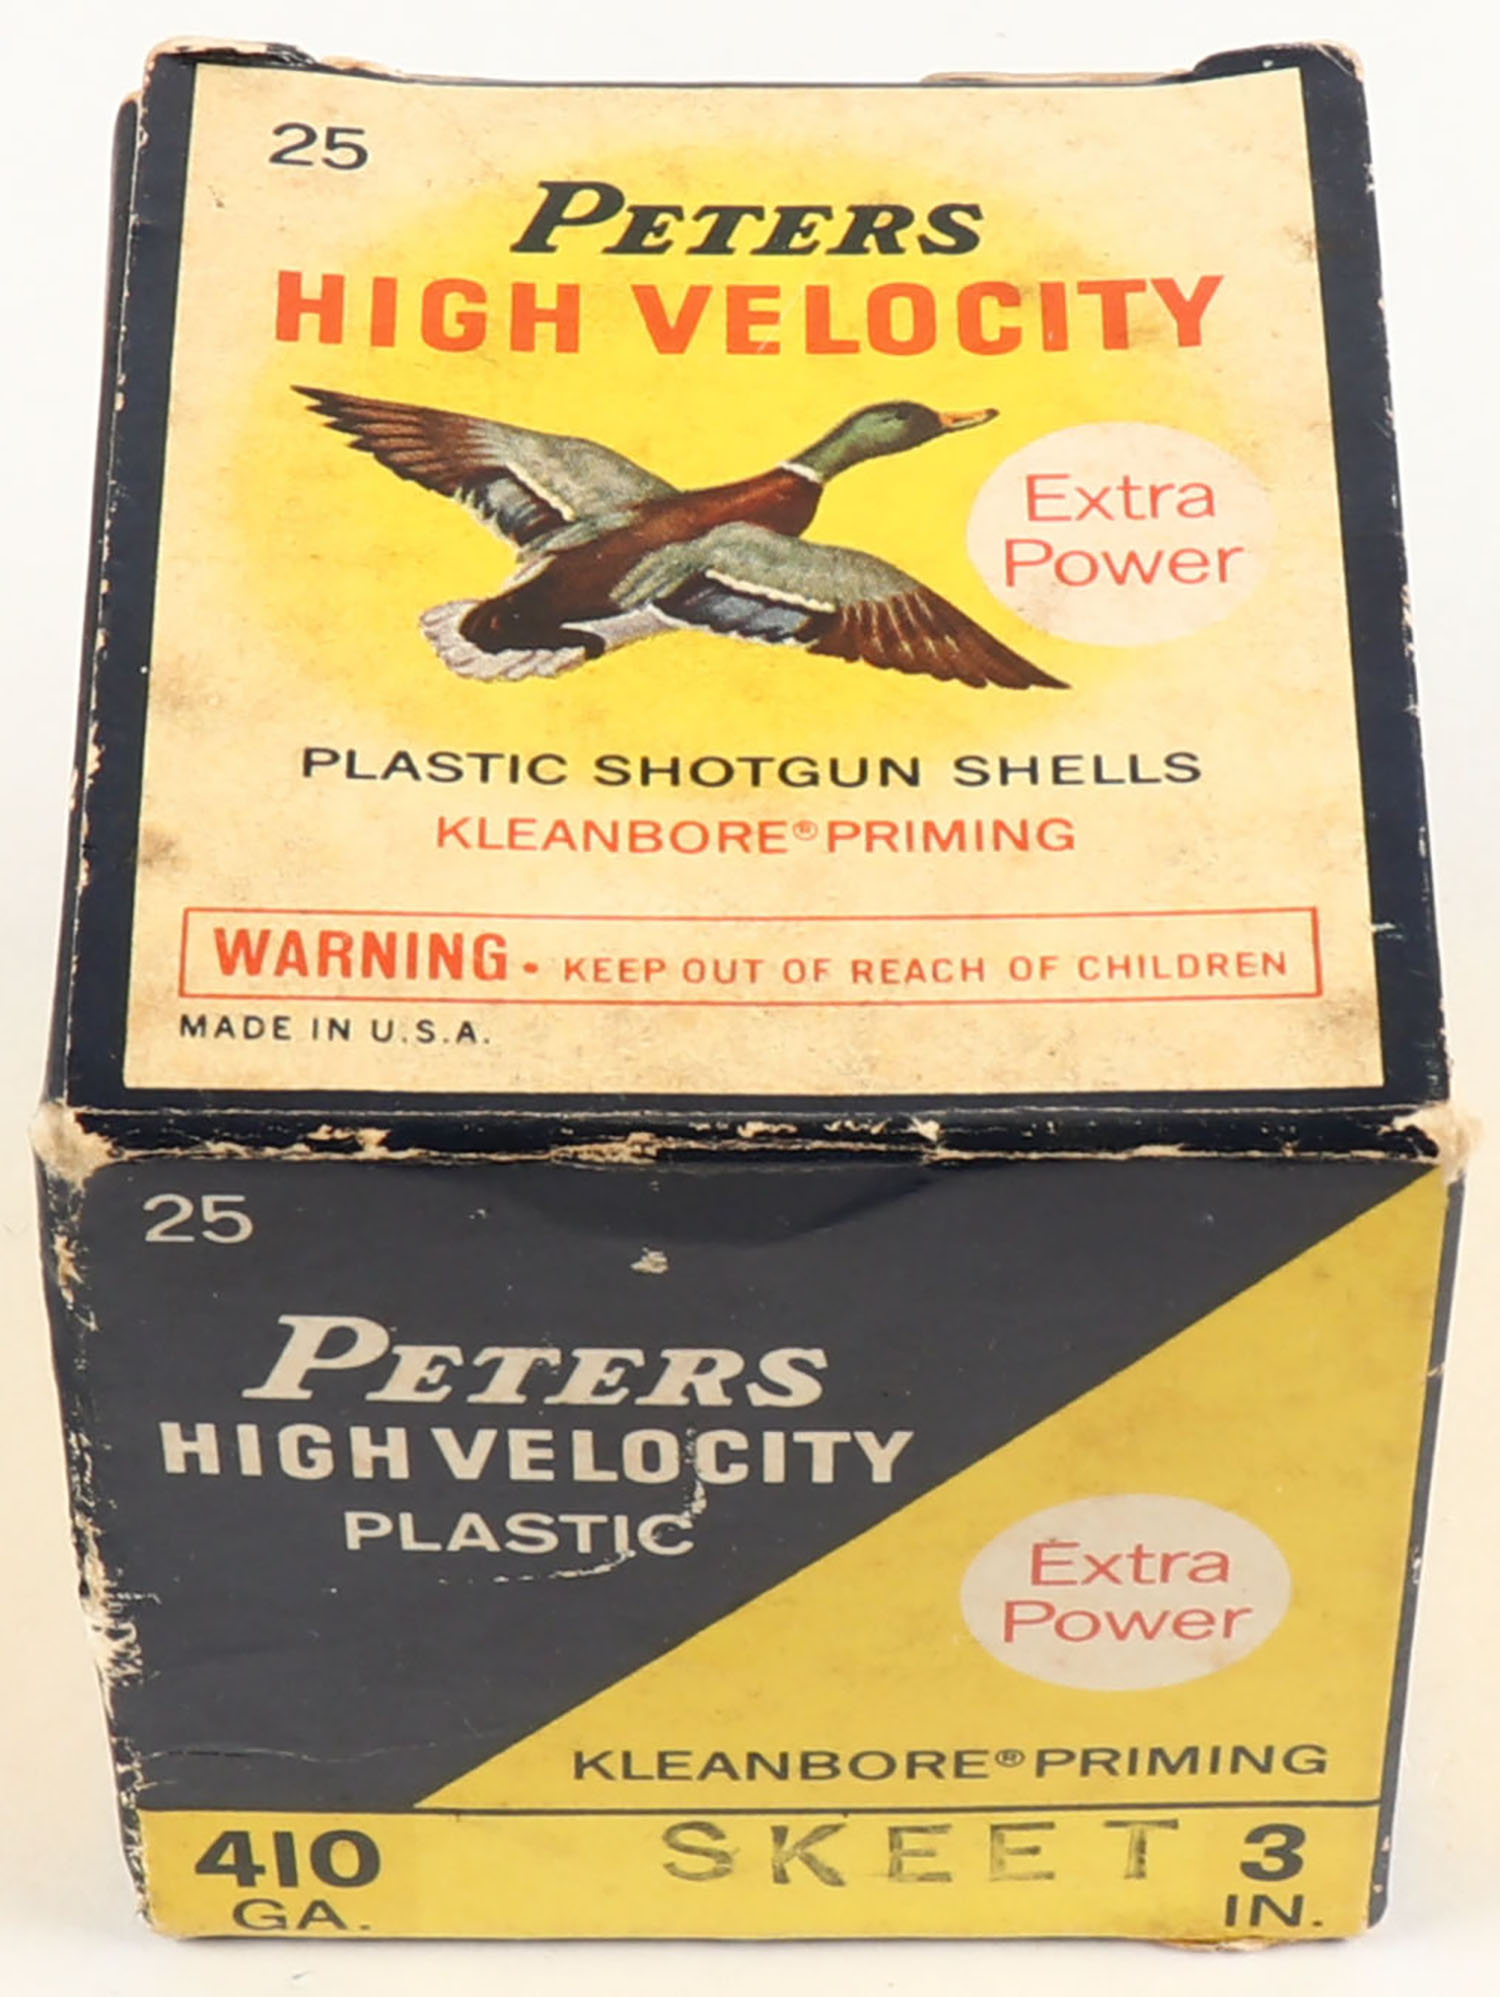 25
PETERS
HIGH VELOCITY
Extra
Power
PLASTIC SHOTGUN SHELLS
KLEANBORE® PRIMING
WARNING • KEEP OUT OF REACH OF CHILDREN
MADE IN U.S.A.
25
PETERS
HIGH VELOCITY
PLASTIC
Extra
Power
KLEANBORE® PRIMING
410 SKEET 3
GA. IN.